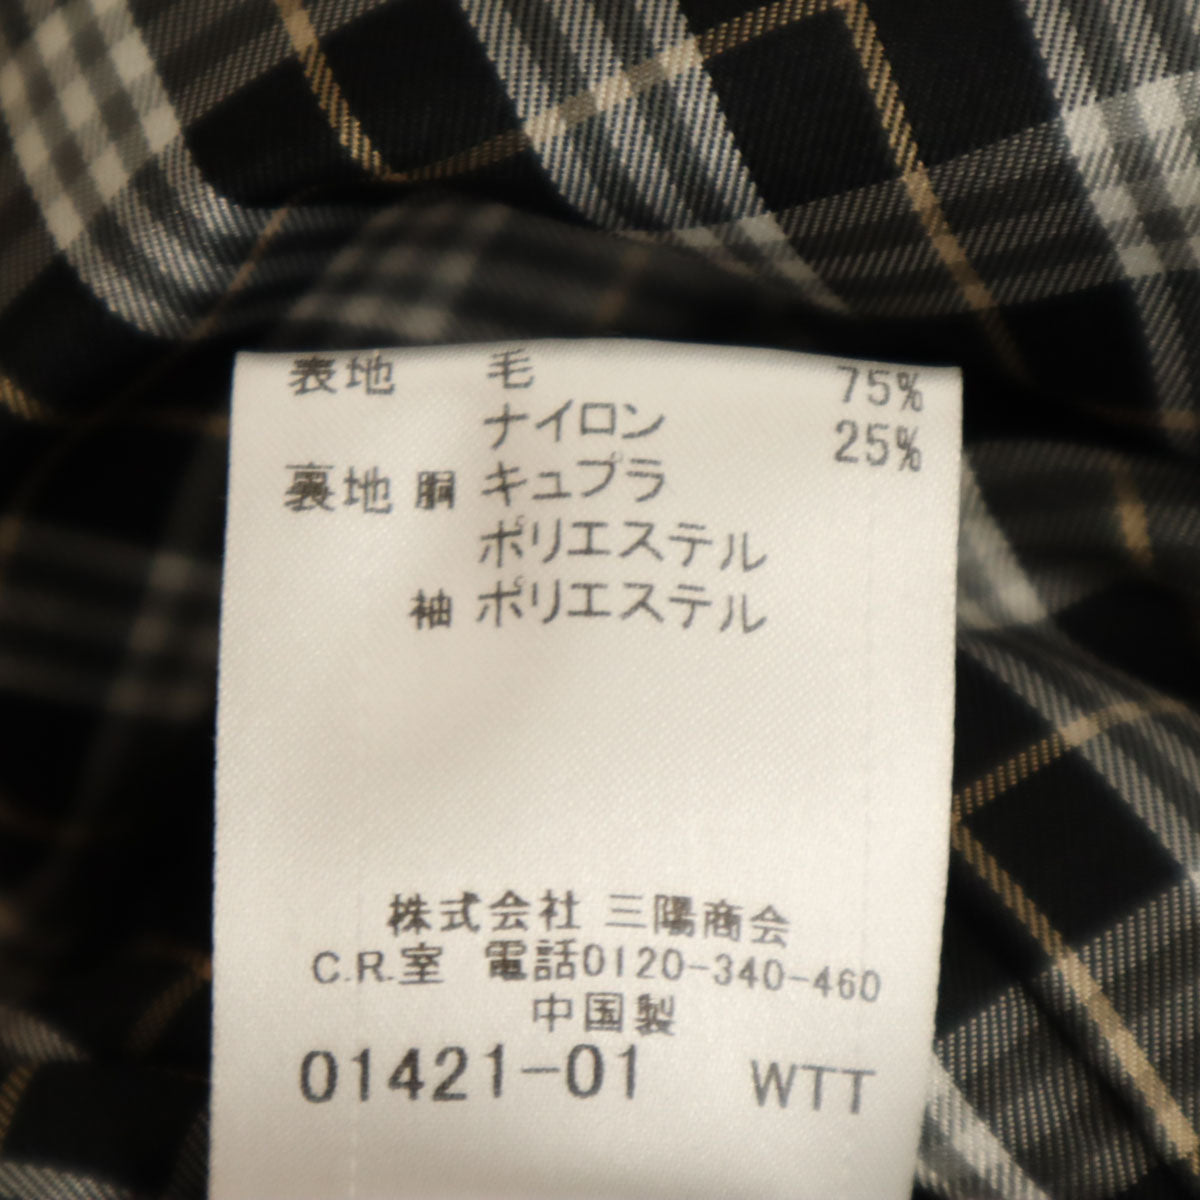 表地 毛 75%
ナイロン 25%
裏地 胴 キュプラ
ポリエステル
袖 ポリエステル
株式会社 三陽商会
C.R.室 電話0120-340-460
中国製
01421-01 WTT